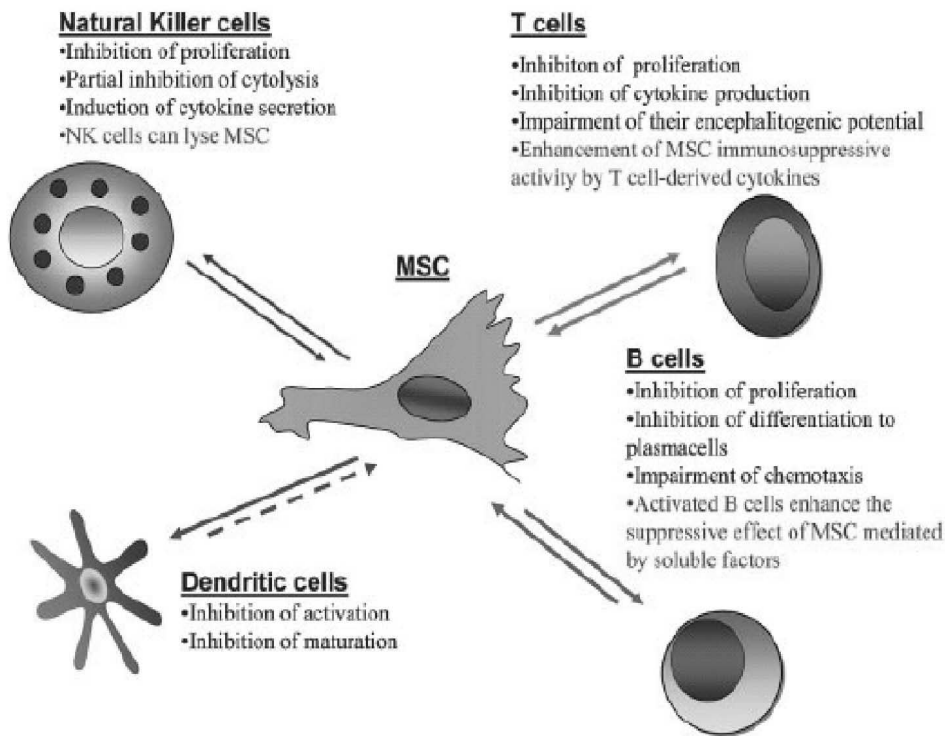 Natural Killer cells
•Inhibition of proliferation
•Partial inhibition of cytolysis
•Induction of cytokine secretion
•NK cells can lyse MSC
T cells
•Inhibiton of proliferation
•Inhibition of cytokine production
•Impairment of their encephalitogenic potential
•Enhancement of MSC immunosuppressive
activity by T cell-derived cytokines
MSC
B cells
•Inhibition of proliferation
•Inhibition of differentiation to
plasmacells
•Impairment of chemotaxis
•Activated B cells enhance the
suppressive effect of MSC mediated
by soluble factors
Dendritic cells
•Inhibition of activation
•Inhibition of maturation